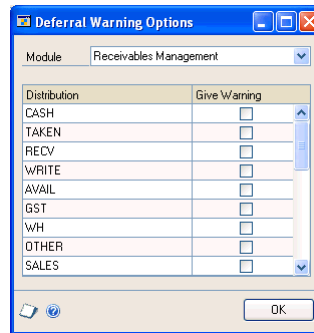 Deferral Warning Options
Module Receivables Management
Distribution Give Warning
CASH
TAKEN
RECV
WRITE
AVAIL
GST
WH
OTHER
SALES
OK